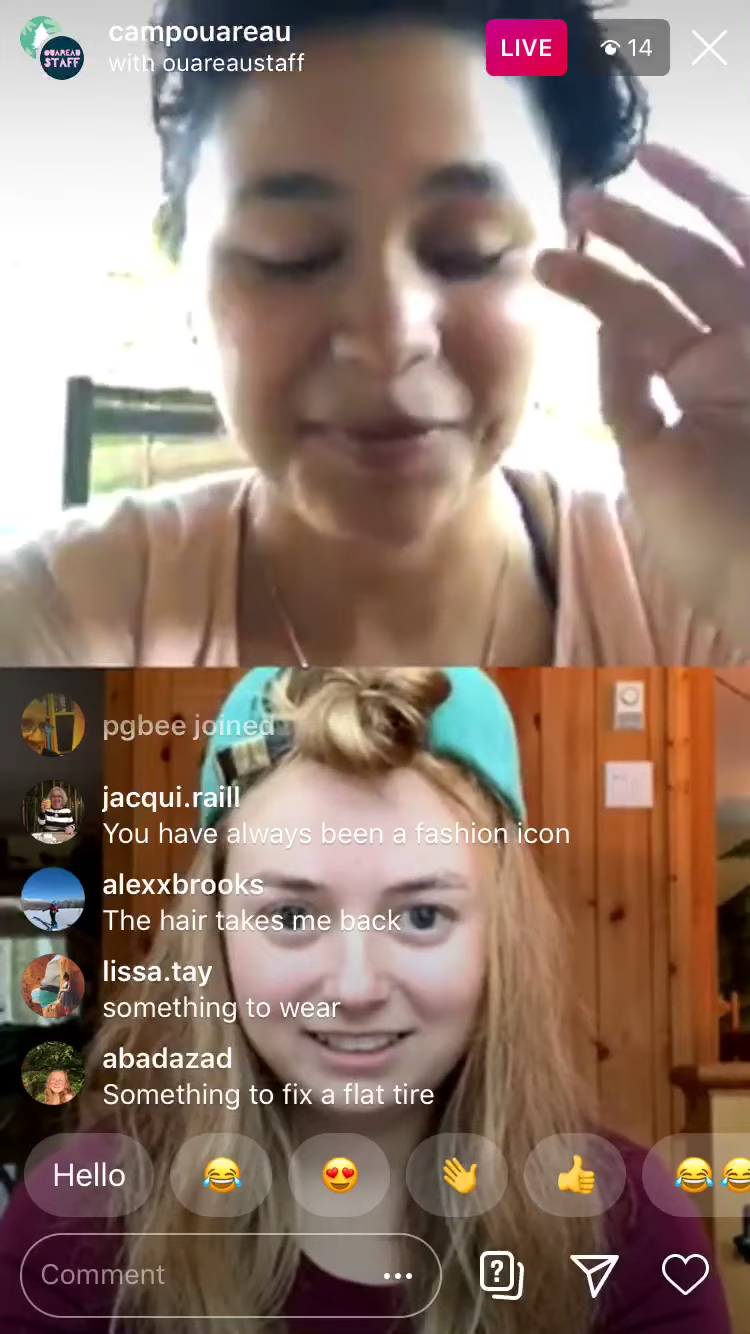 campouareau
with ouareaustaff
LIVE
14
OUAREAU
STAFF
pgbee joined
jacqui.raill
You have always been a fashion icon
alexxbrooks
The hair takes me back
lissa.tay
something to wear
abadazad
Something to fix a flat tire
Hello 😂 😍 👋 👍 😂😂
Comment
?